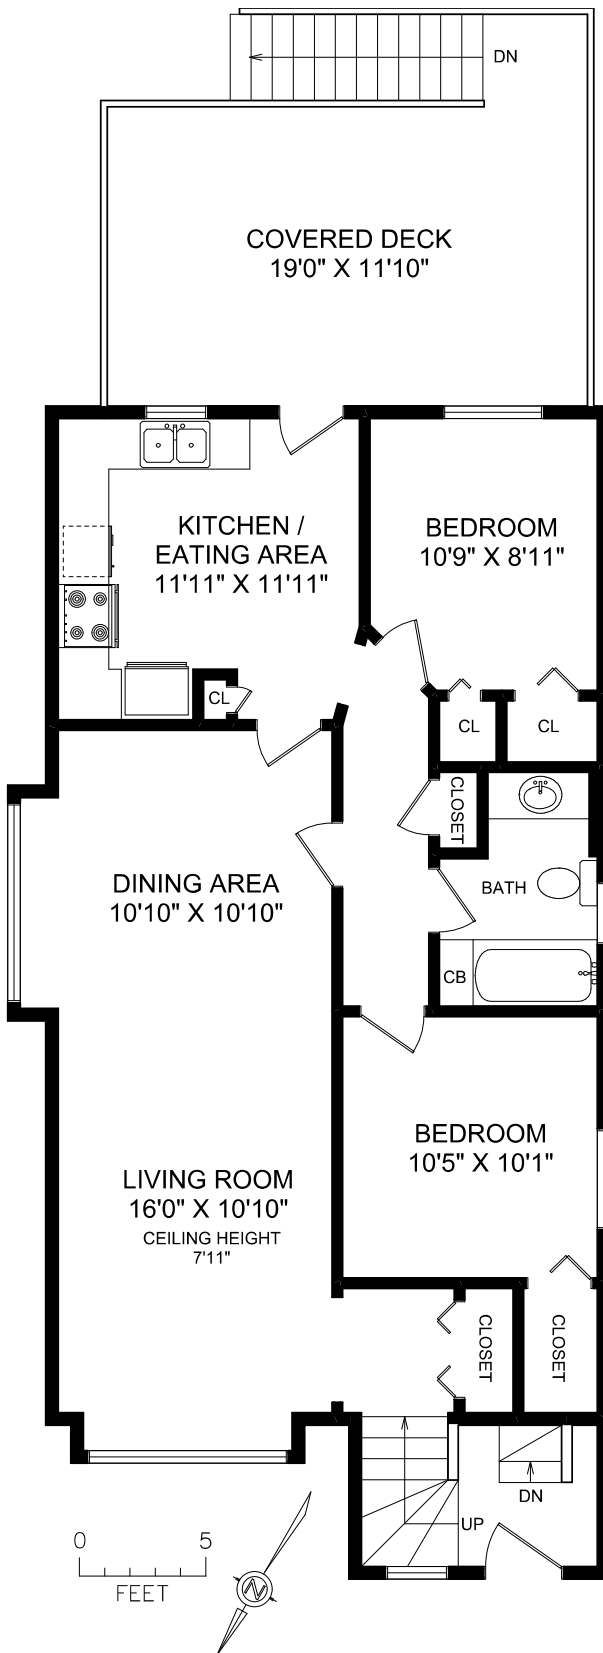 DN
COVERED DECK
19'0" X 11'10"
KITCHEN /
EATING AREA
11'11" X 11'11"
BEDROOM
10'9" X 8'11"
CL
CL
CL
CLOSET
BATH
DINING AREA
10'10" X 10'10"
CB
BEDROOM
10'5" X 10'1"
LIVING ROOM
16'0" X 10'10"
CEILING HEIGHT
7'11"
CLOSET
CLOSET
DN
UP
0 5
FEET
N